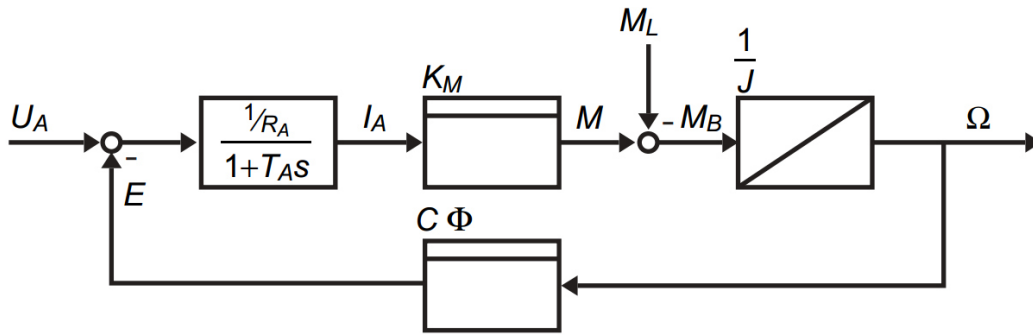 M_L
1/J
K_M
U_A
1/R_A
1+T_A s
I_A
M
- M_B
Ω
-
E
C Φ